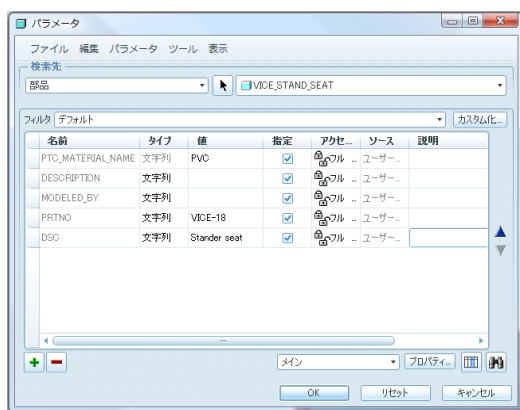 パラメータ
ファイル 編集 パラメータ ツール 表示
検索先
部品 VICE_STAND_SEAT
フィルタ デフォルト カスタム化...
名前 タイプ 値 指定 アクセ... ソース 説明
PTC_MATERIAL_NAME 文字列 PVC フル ... ユーザー...
DESCRIPTION 文字列 フル ... ユーザー...
MODELED_BY 文字列 フル ... ユーザー...
PRTNO 文字列 VICE-18 フル ... ユーザー...
DSC 文字列 Stander seat フル ... ユーザー...
メイン プロパティ...
OK リセット キャンセル